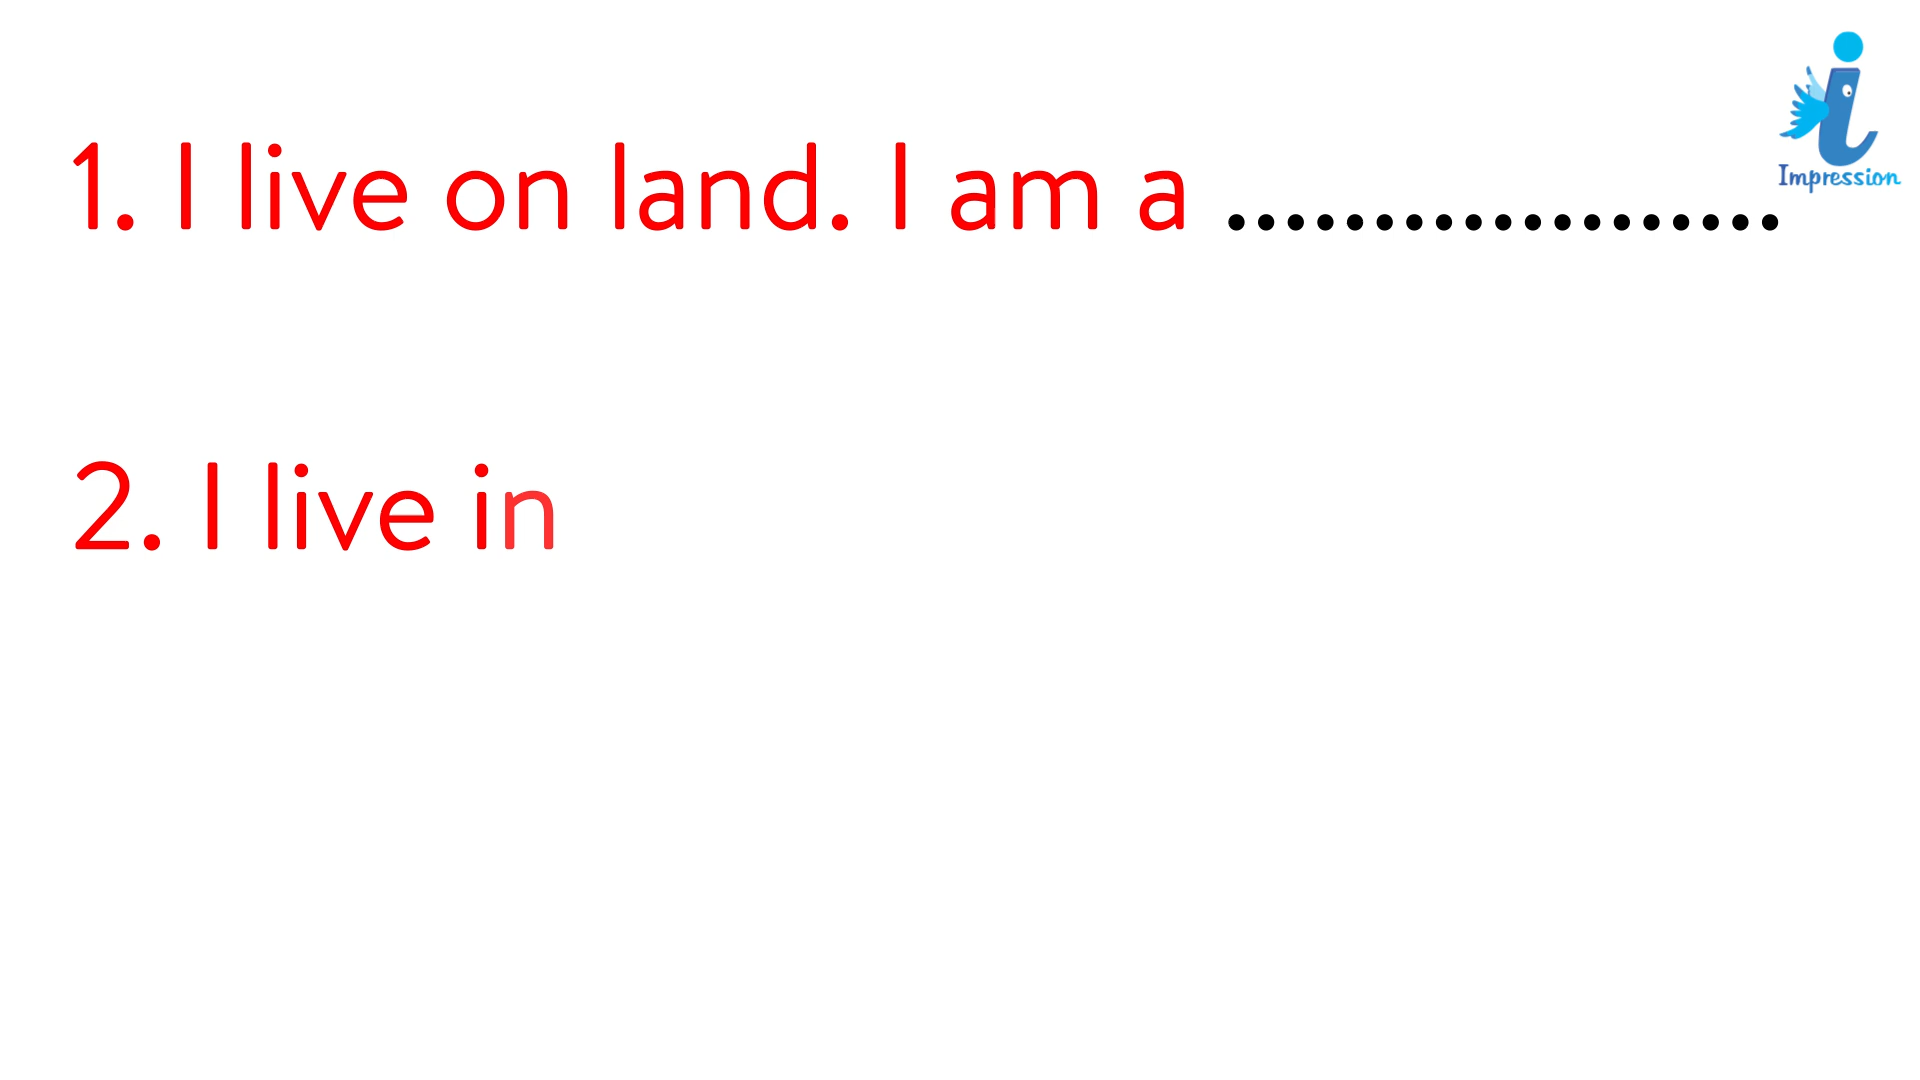 Impression
1. I live on land. I am a ...................
2. I live in